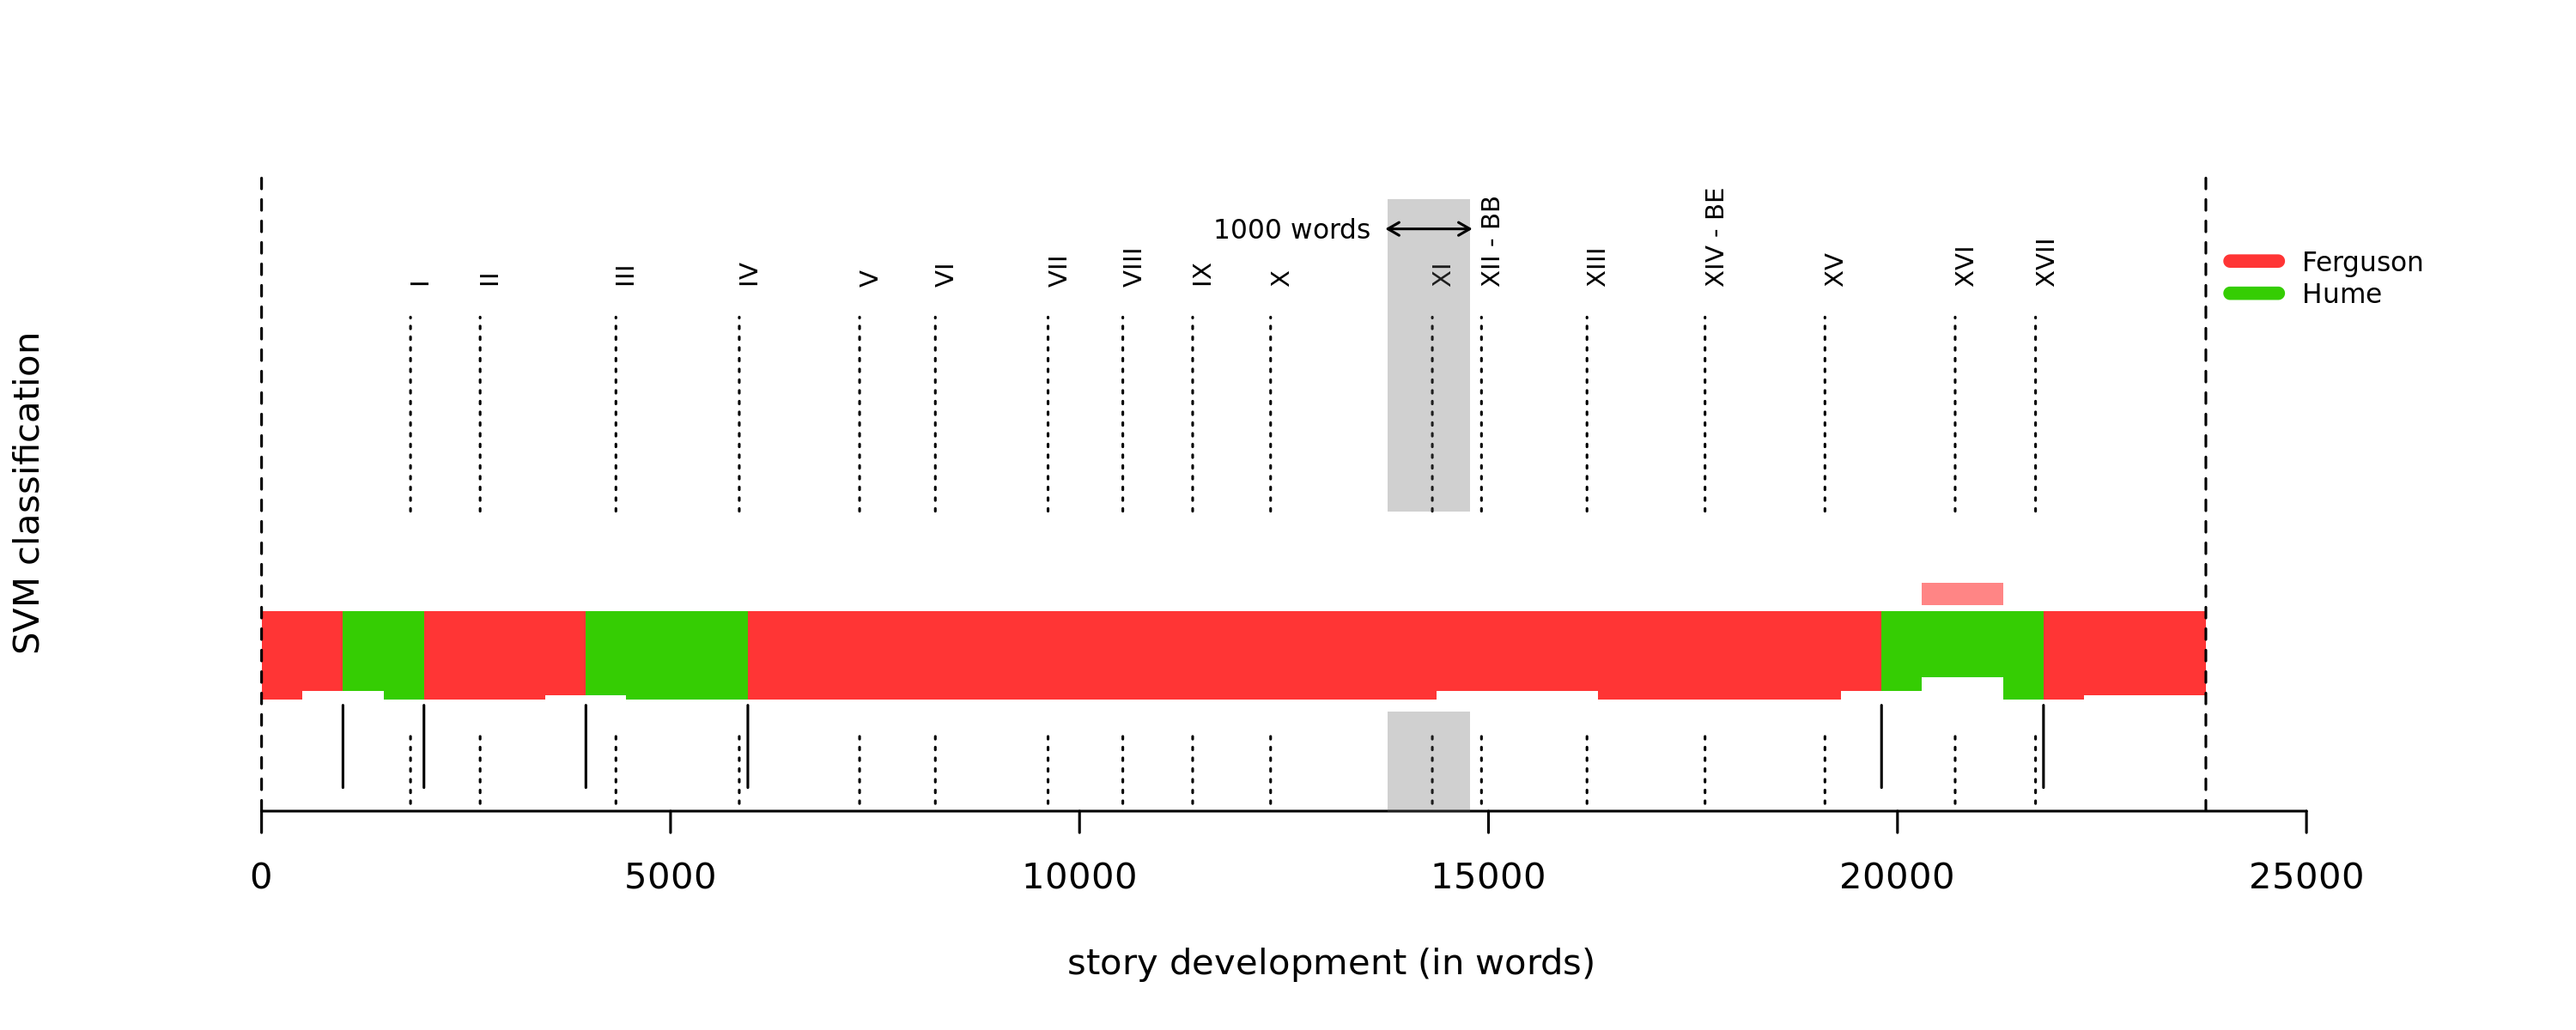 SVM classification
1000 words
I
II
III
IV
V
VI
VII
VIII
IX
X
XI
XII - BB
XIII
XIV - BE
XV
XVI
XVII
Ferguson
Hume
0
5000
10000
15000
20000
25000
story development (in words)